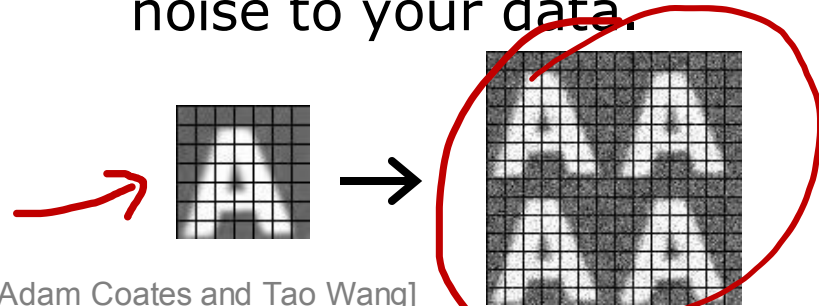 noise to your data.
A
A A
A A
Adam Coates and Tao Wang]